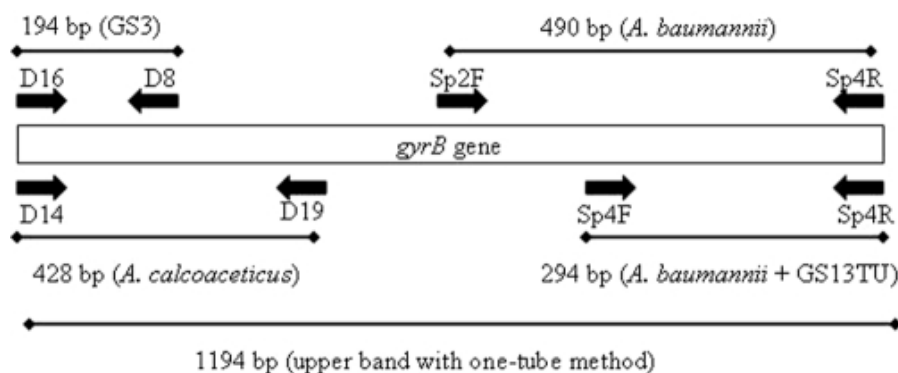 194 bp (GS3)
490 bp (A. baumannii)
D16 D8 Sp2F Sp4R
gyrB gene
D14 D19 Sp4F Sp4R
428 bp (A. calcoaceticus)
294 bp (A. baumannii + GS13TU)
1194 bp (upper band with one-tube method)